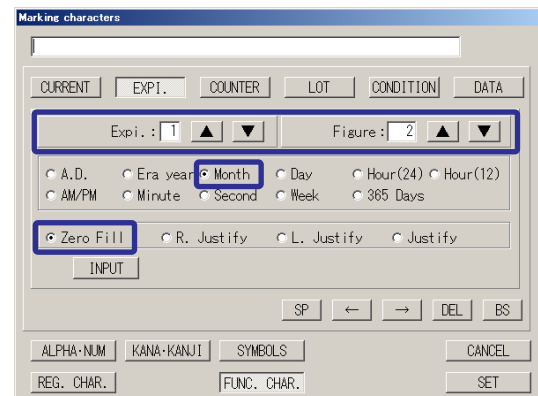 Marking characters
CURRENT EXPI. COUNTER LOT CONDITION DATA
Expi.: 1 ▲ ▼ Figure: 2 ▲ ▼
A.D. Era year Month Day Hour(24) Hour(12)
AM/PM Minute Second Week 365 Days
Zero Fill R. Justify L. Justify Justify
INPUT
SP ← → DEL BS
ALPHA・NUM KANA・KANJI SYMBOLS CANCEL
REG. CHAR. FUNC. CHAR. SET